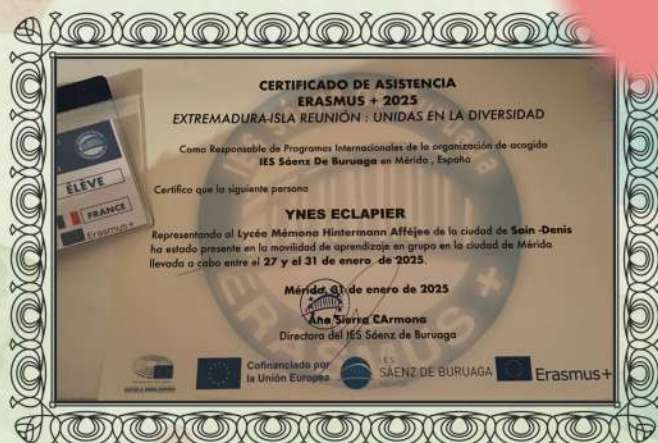 CERTIFICADO DE ASISTENCIA
ERASMUS + 2025
EXTREMADURA-ISLA REUNIÓN : UNIDAS EN LA DIVERSIDAD
Como Responsable de Programas Internacionales de la organización de acogida
IES Sáenz De Buruaga en Mérida , España
Certifico que la siguiente persona
YNES ECLAPIER
Representando al Lycée Mémona Hintermann Afféjee de la ciudad de Sain -Denis
ha estado presente en la movilidad de aprendizaje en grupo en la ciudad de Mérida
llevada a cabo entre el 27 y el 31 de enero de 2025.
Mérida, 31 de enero de 2025
Ana Sierra CArmona
Directora del IES Sáenz de Buruaga
Cofinanciado por
la Unión Europea
IES
SÁENZ DE BURUAGA
Erasmus+
ÉLÈVE
FRANCE
Erasmus+
ERASMUS +